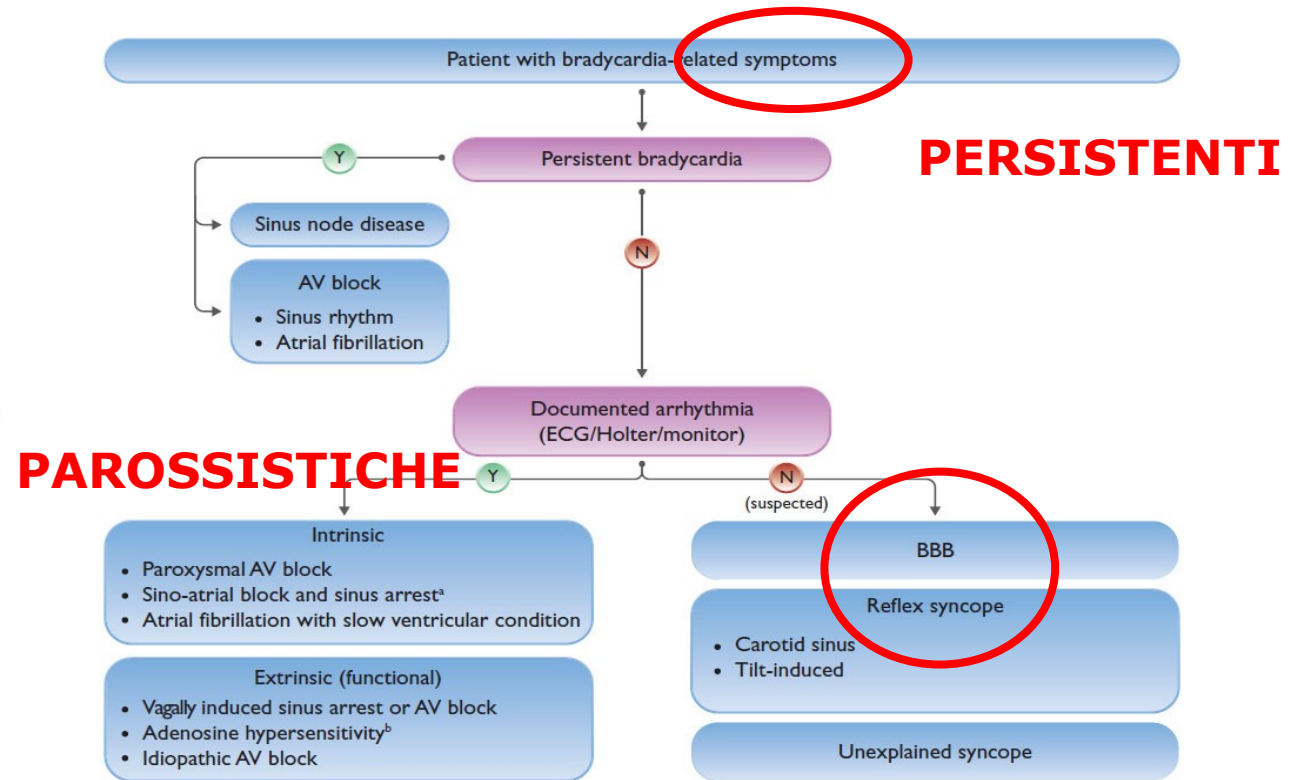 Patient with bradycardia-related symptoms
PERSISTENTI
Y
Persistent bradycardia
Sinus node disease
N
AV block
• Sinus rhythm
• Atrial fibrillation
Documented arrhythmia
(ECG/Holter/monitor)
PAROSSISTICHE
Y
N
(suspected)
Intrinsic
• Paroxysmal AV block
• Sino-atrial block and sinus arrestᵃ
• Atrial fibrillation with slow ventricular condition
Extrinsic (functional)
• Vagally induced sinus arrest or AV block
• Adenosine hypersensitivityᵇ
• Idiopathic AV block
BBB
Reflex syncope
• Carotid sinus
• Tilt-induced
Unexplained syncope